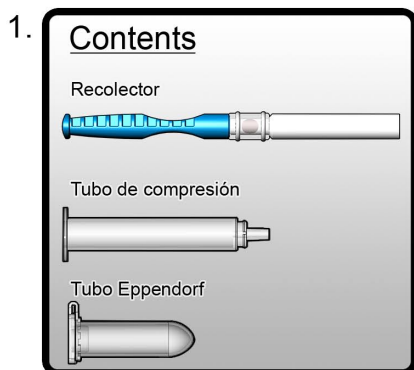 1.
Contents
Recolector
Tubo de compresión
Tubo Eppendorf